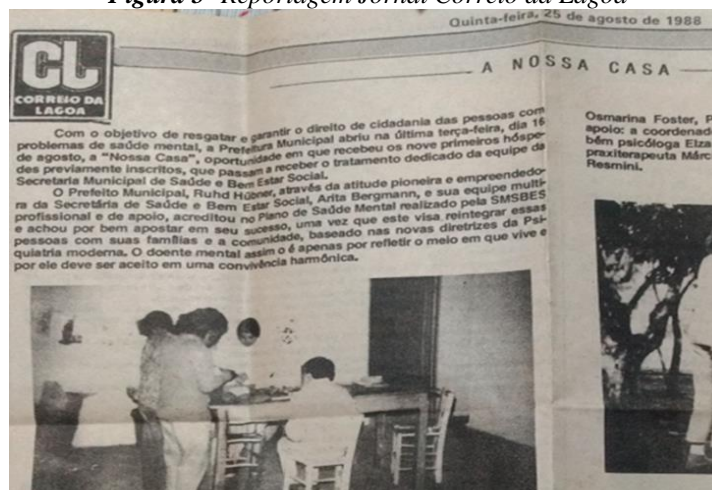 Figura 3- Reportagem Jornal Correio da Lagoa
Quinta-feira, 25 de agosto de 1988
CL
CORREIO DA
LAGOA
A NOSSA CASA
Com o objetivo de resgatar e garantir o direito de cidadania das pessoas com
problemas de saúde mental, a Prefeitura Municipal abriu na última terça-feira, dia 16
de agosto, a "Nossa Casa", oportunidade em que recebeu os nove primeiros hóspe-
des previamente inscritos, que passam a receber o tratamento dedicado da equipe da
Secretaria Municipal de Saúde e Bem Estar Social.
O Prefeito Municipal, Ruhd Hübner, através da atitude pioneira e empreendedo-
ra da Secretária de Saúde e Bem Estar Social, Arita Bergmann, e sua equipe multi-
profissional e de apoio, acreditou no Plano de Saúde Mental realizado pela SMSBES
e achou por bem apostar em seu sucesso, uma vez que este visa reintegrar essas
pessoas com suas famílias e a comunidade, baseado nas novas diretrizes da Psi-
quiatria moderna. O doente mental assim o é apenas por refletir o meio em que vive e
por ele deve ser aceito em uma convivência harmônica.
Osmarina Foster, P
apoio: a coordenad
bém psicóloga Elza
praxiterapeuta Márc
Resmini.